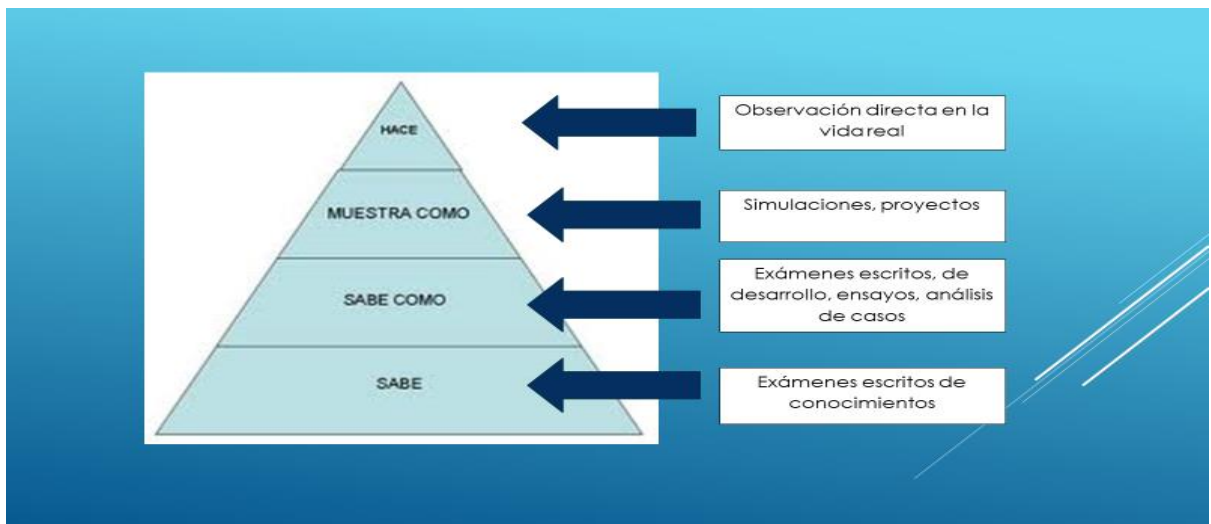 HACE
Observación directa en la
vida real
MUESTRA COMO
Simulaciones, proyectos
SABE COMO
Exámenes escritos, de
desarrollo, ensayos, análisis
de casos
SABE
Exámenes escritos de
conocimientos